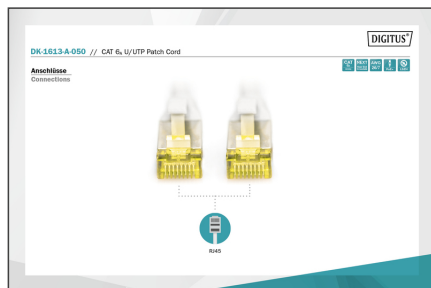 DIGITUS®
DK-1613-A-050 // CAT 6A U/UTP Patch Cord
Anschlüsse
Connections
RJ45